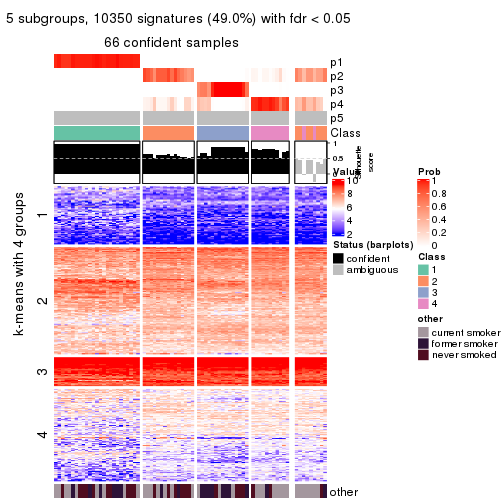 5 subgroups, 10350 signatures (49.0%) with fdr < 0.05
66 confident samples
p1
p2
p3
p4
p5
Class
1
0.5
0
silhouette
score
k-means with 4 groups
1
2
3
4
Value
10
8
6
4
2
Status (barplots)
confident
ambiguous
Prob
1
0.8
0.6
0.4
0.2
0
Class
1
2
3
4
other
current smoker
former smoker
never smoked
other